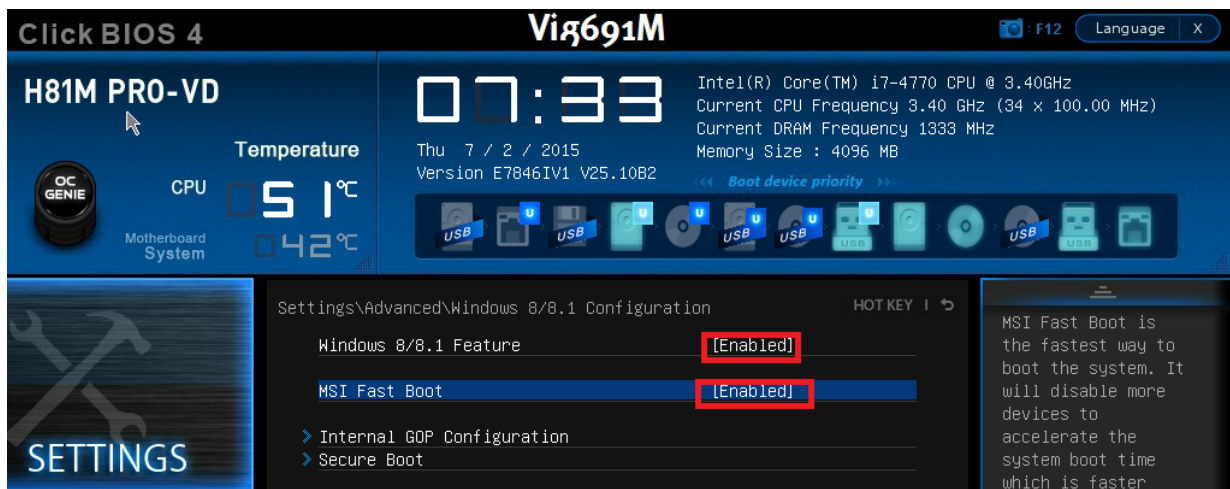 Click BIOS 4
Vig691M
: F12
Language X
H81M PRO-VD
07:33
Intel(R) Core(TM) i7-4770 CPU @ 3.40GHz
Current CPU Frequency 3.40 GHz (34 x 100.00 MHz)
Current DRAM Frequency 1333 MHz
Memory Size : 4096 MB
Thu 7 / 2 / 2015
Version E7846IV1 V25.10B2
Temperature
OC
GENIE
CPU
51℃
Motherboard
System
42℃
Boot device priority
USB
U
USB
U
U
USB
U
USB
U
USB
U
USB
USB
Settings\Advanced\Windows 8/8.1 Configuration
HOT KEY |
Windows 8/8.1 Feature [Enabled]
MSI Fast Boot [Enabled]
Internal GOP Configuration
Secure Boot
SETTINGS
MSI Fast Boot is
the fastest way to
boot the system. It
will disable more
devices to
accelerate the
system boot time
which is faster